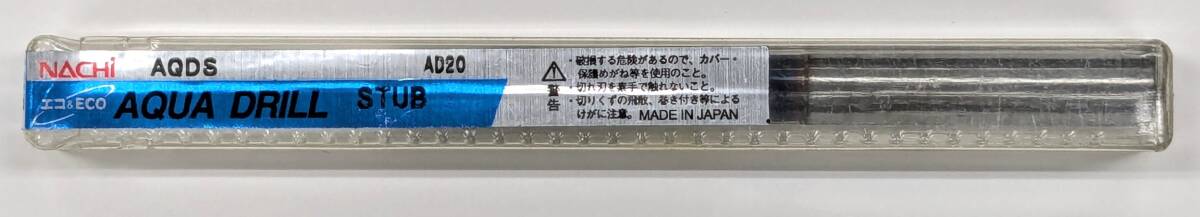 NACHi AQDS AD20
エコ&ECO AQUA DRILL STUB
警告
・破損する危険があるので、カバー・
保護めがね等を使用のこと。
・切れ刃を素手で触れないこと。
・切りくずの飛散、巻き付き等による
けがに注意。 MADE IN JAPAN